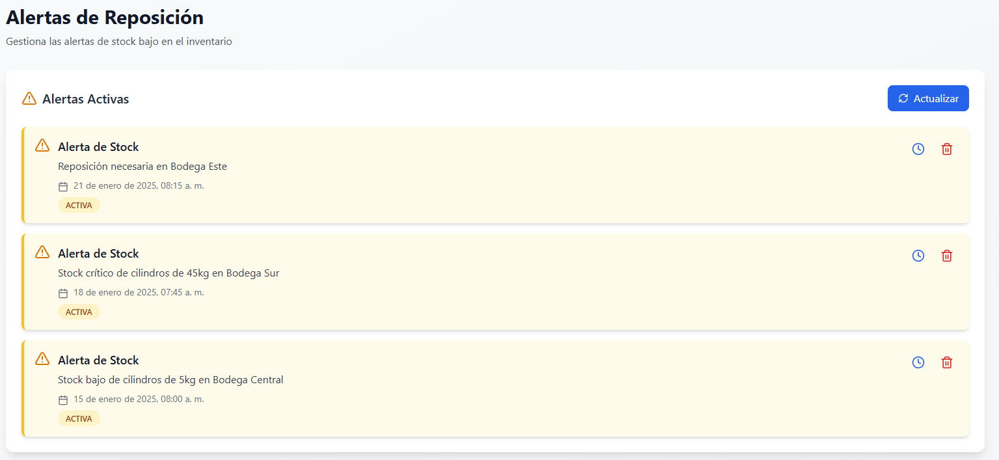 Alertas de Reposición
Gestiona las alertas de stock bajo en el inventario
Alertas Activas
Actualizar
Alerta de Stock
Reposición necesaria en Bodega Este
21 de enero de 2025, 08:15 a. m.
ACTIVA
Alerta de Stock
Stock crítico de cilindros de 45kg en Bodega Sur
18 de enero de 2025, 07:45 a. m.
ACTIVA
Alerta de Stock
Stock bajo de cilindros de 5kg en Bodega Central
15 de enero de 2025, 08:00 a. m.
ACTIVA